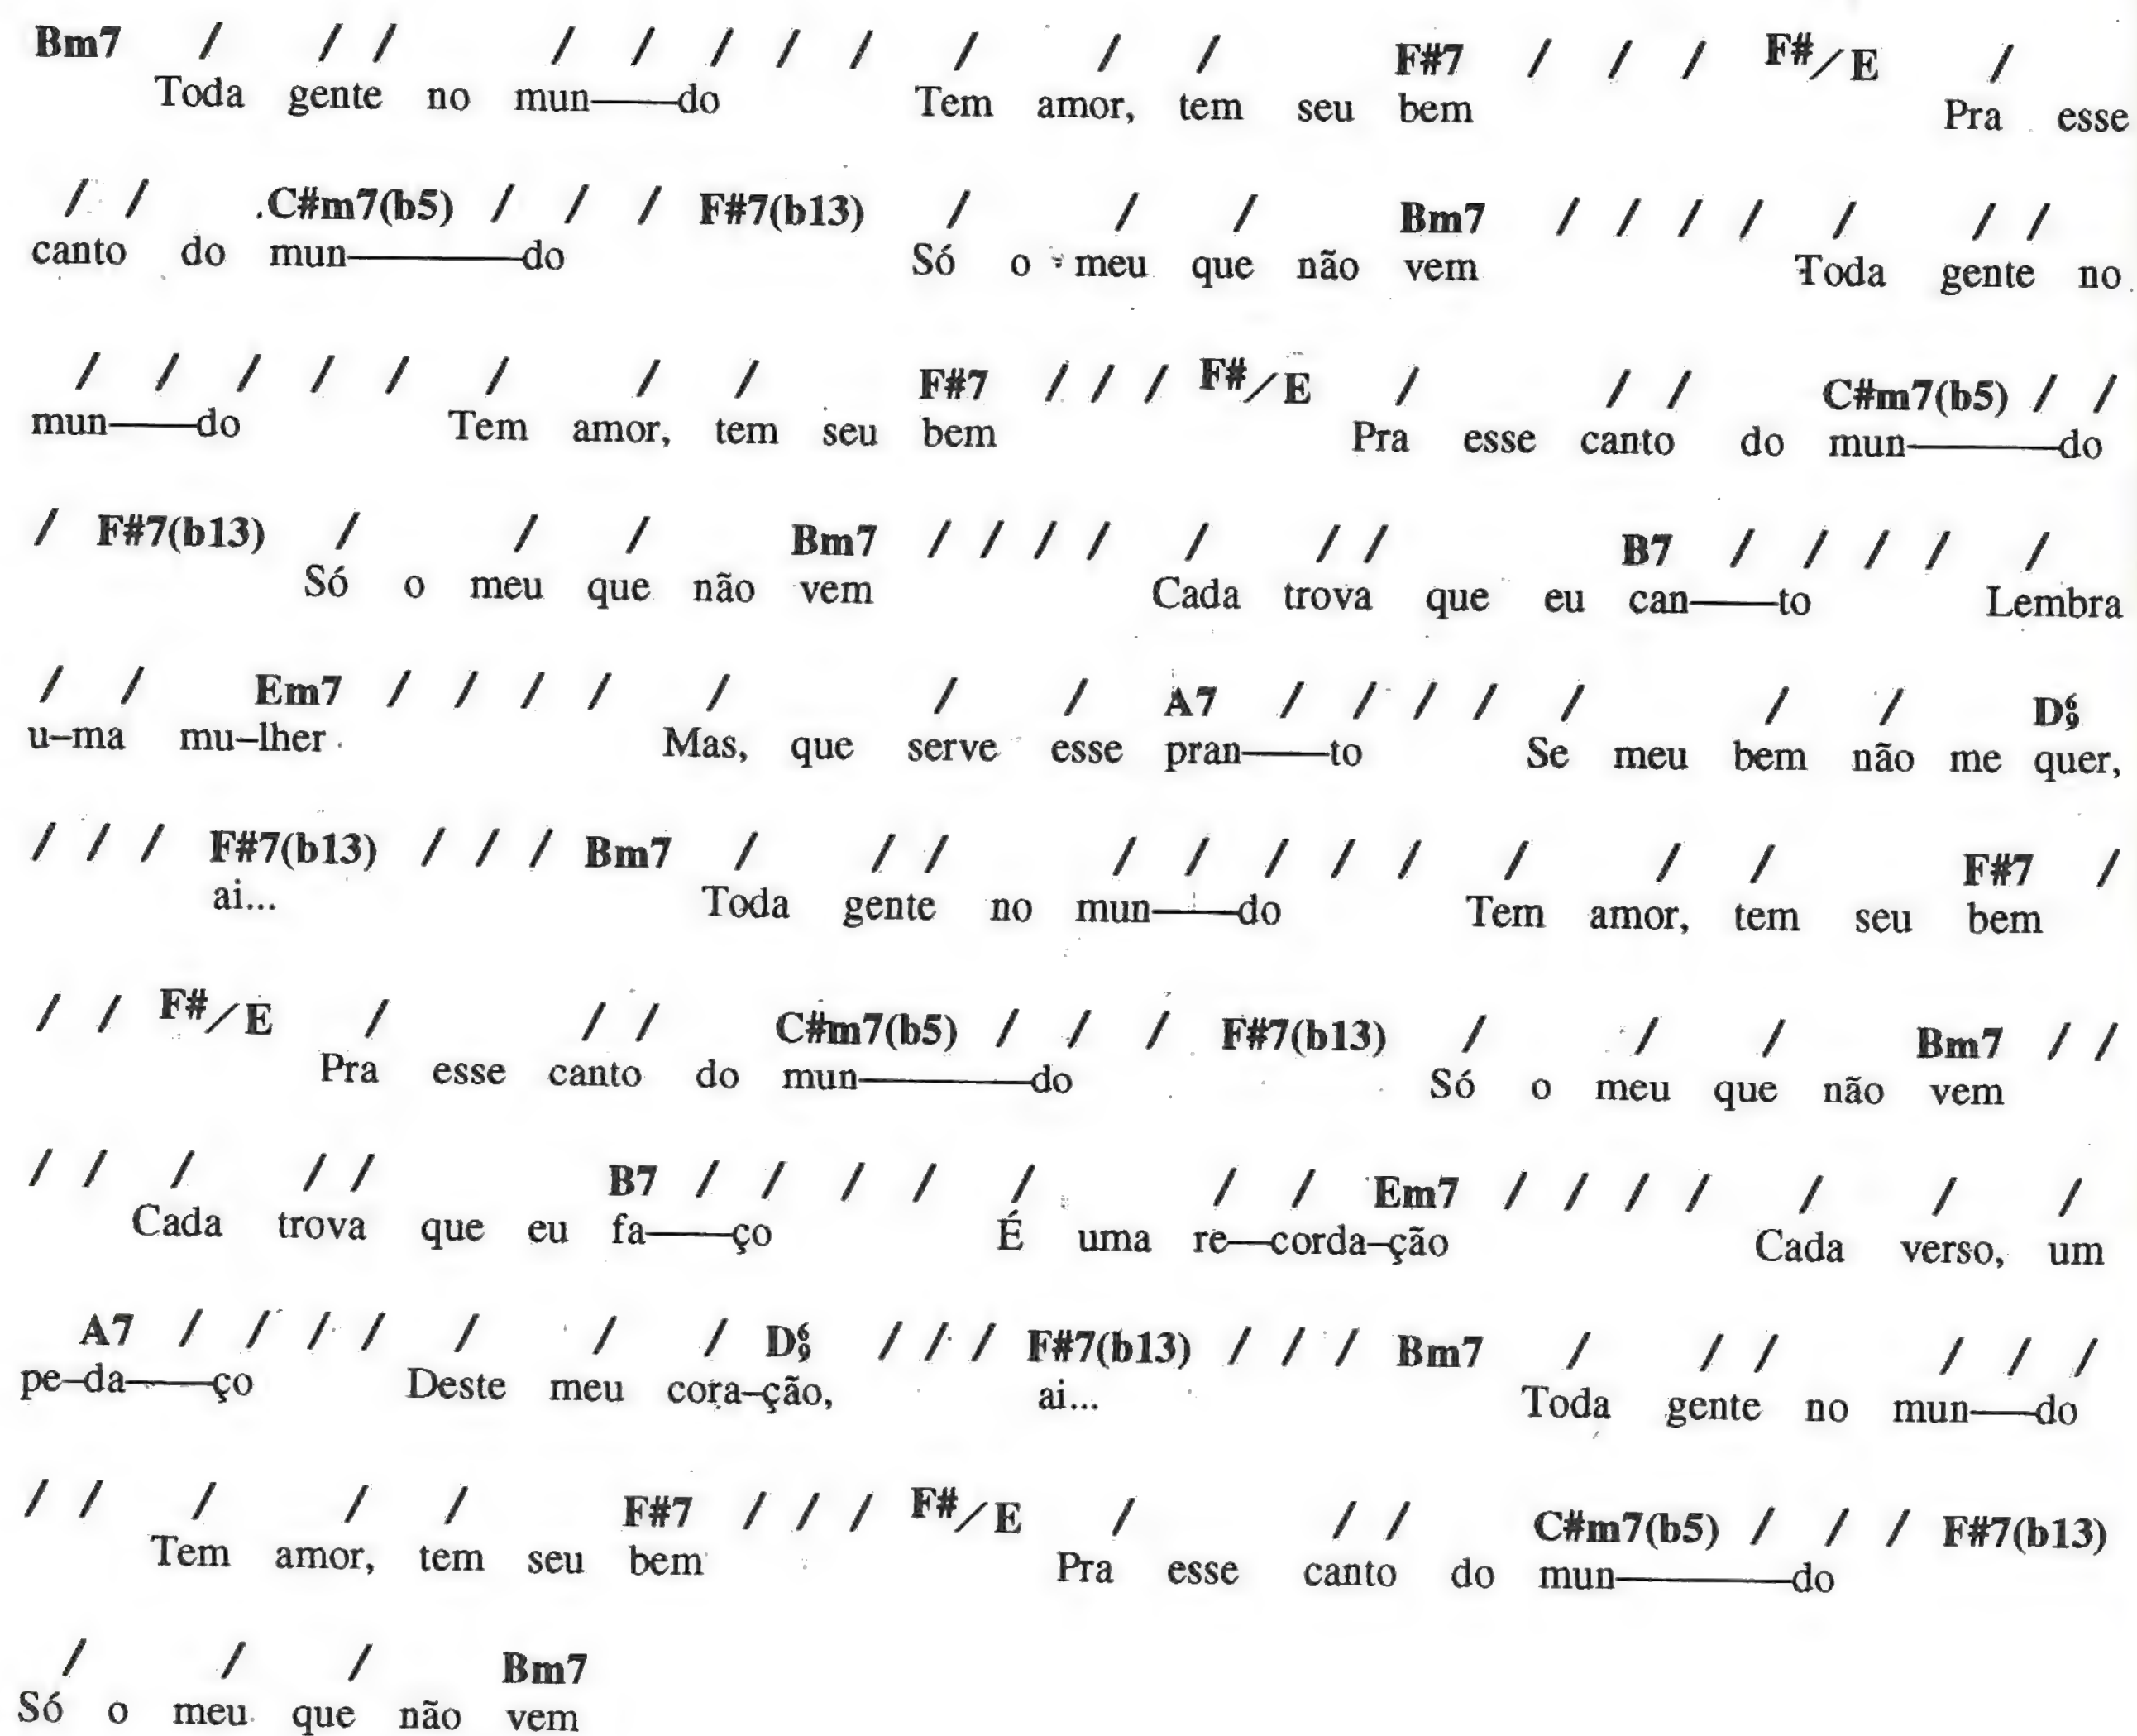 Bm7 / / / / / / / / / / / F#7 / / / F#/E /
Toda gente no mun——do Tem amor, tem seu bem Pra esse
/ / C#m7(b5) / / / F#7(b13) / / / Bm7 / / / / / / /
canto do mun———do Só o meu que não vem Toda gente no
/ / / / / / / / F#7 / / / F#/E / / / C#m7(b5) / /
mun——do Tem amor, tem seu bem Pra esse canto do mun———do
/ F#7(b13) / / / Bm7 / / / / / / / B7 / / / / /
Só o meu que não vem Cada trova que eu can——to Lembra
/ / Em7 / / / / / / / A7 / / / / / / / D6/9
u–ma mu–lher Mas, que serve esse pran——to Se meu bem não me quer,
/ / / F#7(b13) / / / Bm7 / / / / / / / / / / / F#7 /
ai... Toda gente no mun——do Tem amor, tem seu bem
/ / F#/E / / / C#m7(b5) / / / F#7(b13) / / / Bm7 / /
Pra esse canto do mun———do Só o meu que não vem
/ / / / / B7 / / / / / / / Em7 / / / / / / /
Cada trova que eu fa——ço É uma re—corda–ção Cada verso, um
A7 / / / / / / / D6/9 / / / F#7(b13) / / / Bm7 / / / / / /
pe–da——ço Deste meu cora–ção, ai... Toda gente no mun——do
/ / / / / F#7 / / / F#/E / / / C#m7(b5) / / / F#7(b13)
Tem amor, tem seu bem Pra esse canto do mun———do
/ / / Bm7
Só o meu que não vem